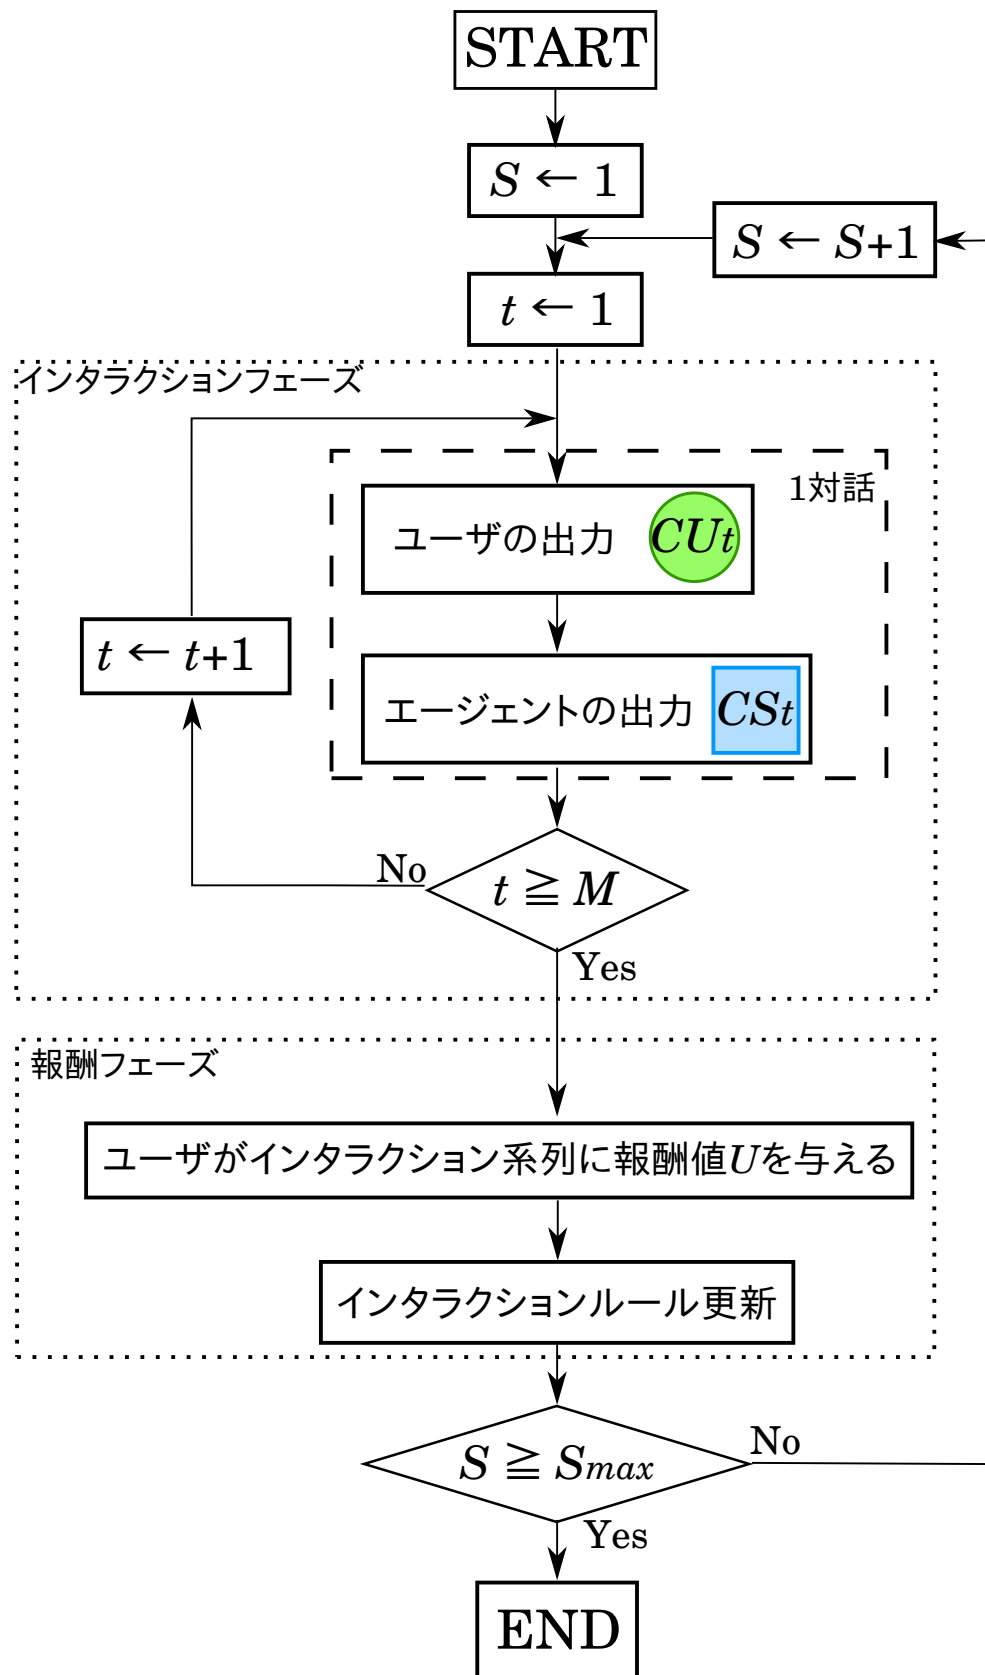 START
S ← 1
S ← S+1
t ← 1
インタラクションフェーズ
1対話
ユーザの出力 CUt
t ← t+1
エージェントの出力 CSt
No
t ≧ M
Yes
報酬フェーズ
ユーザがインタラクション系列に報酬値Uを与える
インタラクションルール更新
No
S ≧ Smax
Yes
END